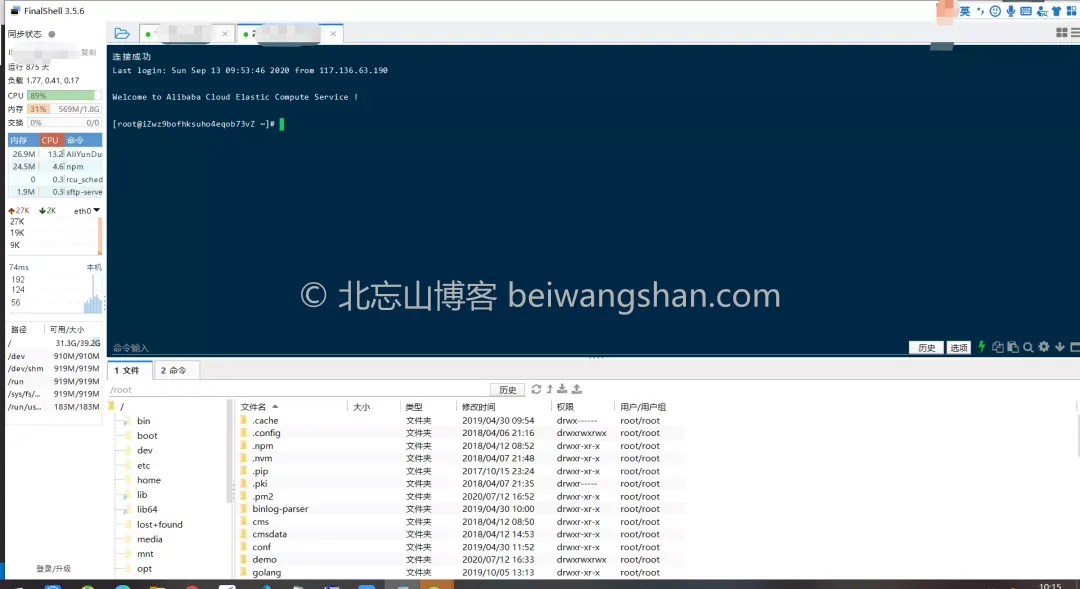 FinalShell 3.5.6
英
同步状态
复制
运行 875 天
负载 1.77, 0.41, 0.17
CPU 89%
内存 31% 569M/1.8G
交换 0% 0/0
内存 CPU 命令
26.9M 13.2 AliYunDu
24.5M 4.6 npm
0 0.3 rcu_sched
1.9M 0.3 sftp-serve
27K 2K eth0
27K
19K
9K
74ms 本机
192
124
56
路径 可用/大小
/ 31.3G/39.2G
/dev 910M/910M
/dev/shm 919M/919M
/run 919M/919M
/sys/fs/... 919M/919M
/run/us... 183M/183M
登录/升级
连接成功
Last login: Sun Sep 13 09:53:46 2020 from 117.136.63.190
Welcome to Alibaba Cloud Elastic Compute Service !
[root@iZwz9bofhksuho4eqob73vZ ~]#
© 北忘山博客 beiwangshan.com
命令输入
历史 选项
1 文件 2 命令
/root 历史
/
bin
boot
dev
etc
home
lib
lib64
lost+found
media
mnt
opt
文件名 大小 类型 修改时间 权限 用户/用户组
.cache 文件夹 2019/04/30 09:54 drwx------ root/root
.config 文件夹 2018/04/06 21:16 drwxrwxrwx root/root
.npm 文件夹 2018/04/12 08:52 drwxr-xr-x root/root
.nvm 文件夹 2018/04/07 21:48 drwxr-xr-x root/root
.pip 文件夹 2017/10/15 23:24 drwxr-xr-x root/root
.pki 文件夹 2018/04/07 21:35 drwxr----- root/root
.pm2 文件夹 2020/07/12 16:52 drwxr-xr-x root/root
binlog-parser 文件夹 2019/04/30 10:00 drwxr-xr-x root/root
cms 文件夹 2018/04/12 08:50 drwxr-xr-x root/root
cmsdata 文件夹 2018/04/12 14:53 drwxr-xr-x root/root
conf 文件夹 2019/04/30 11:52 drwxr-xr-x root/root
demo 文件夹 2020/07/12 16:33 drwxrwxrwx root/root
golang 文件夹 2019/10/05 13:13 drwxr-xr-x root/root
10:15